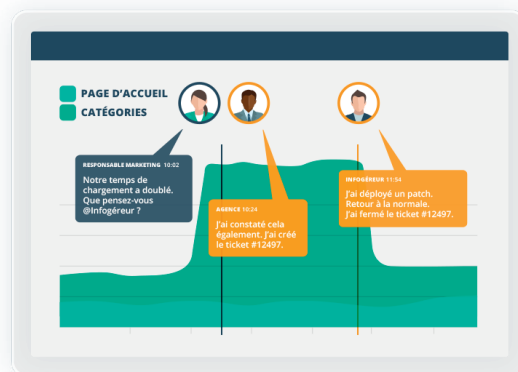 PAGE D'ACCUEIL
CATÉGORIES
RESPONSABLE MARKETING 10:02
Notre temps de
chargement a doublé.
Que pensez-vous
@Infogéreur ?
AGENCE 10:24
J'ai constaté cela
également. J'ai créé
le ticket #12497.
INFOGÉREUR 11:54
J'ai déployé un patch.
Retour à la normale.
J'ai fermé le ticket #12497.